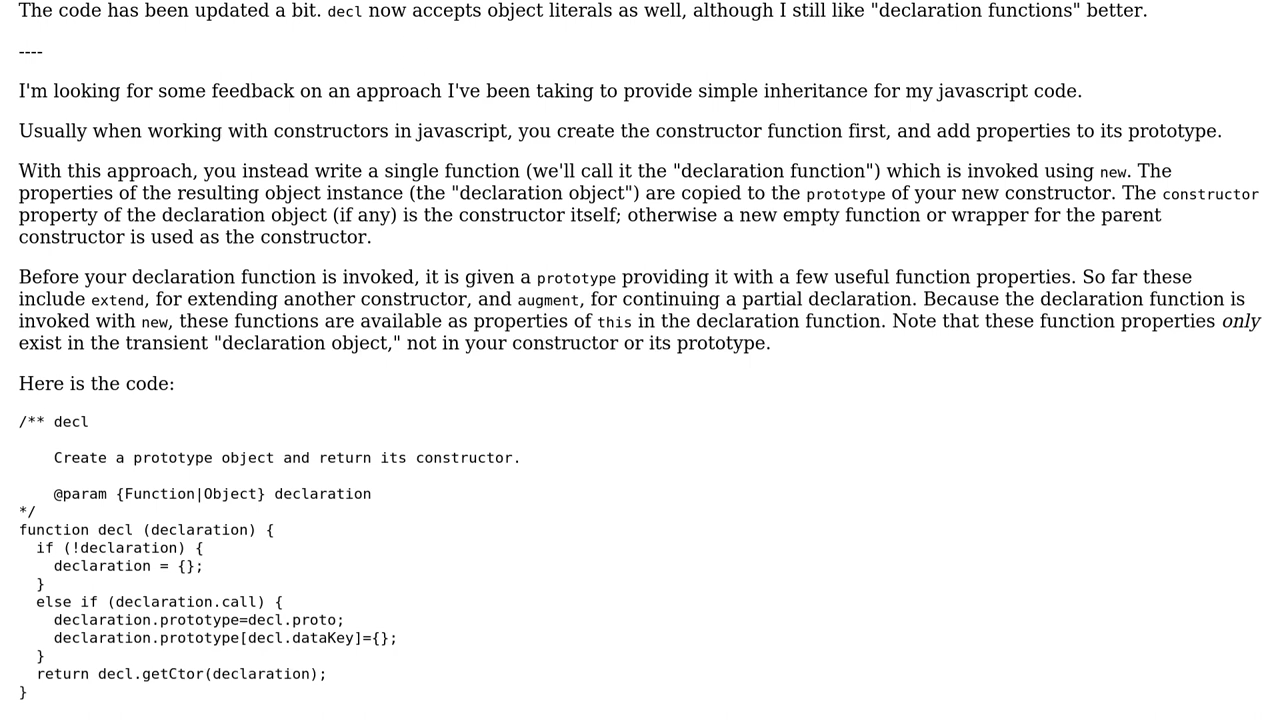 The code has been updated a bit. decl now accepts object literals as well, although I still like "declaration functions" better.
----
I'm looking for some feedback on an approach I've been taking to provide simple inheritance for my javascript code.
Usually when working with constructors in javascript, you create the constructor function first, and add properties to its prototype.
With this approach, you instead write a single function (we'll call it the "declaration function") which is invoked using new. The
properties of the resulting object instance (the "declaration object") are copied to the prototype of your new constructor. The constructor
property of the declaration object (if any) is the constructor itself; otherwise a new empty function or wrapper for the parent
constructor is used as the constructor.
Before your declaration function is invoked, it is given a prototype providing it with a few useful function properties. So far these
include extend, for extending another constructor, and augment, for continuing a partial declaration. Because the declaration function is
invoked with new, these functions are available as properties of this in the declaration function. Note that these function properties only
exist in the transient "declaration object," not in your constructor or its prototype.
Here is the code:
/** decl
    Create a prototype object and return its constructor.
    @param {Function|Object} declaration
*/
function decl (declaration) {
  if (!declaration) {
    declaration = {};
  }
  else if (declaration.call) {
    declaration.prototype=decl.proto;
    declaration.prototype[decl.dataKey]={};
  }
  return decl.getCtor(declaration);
}